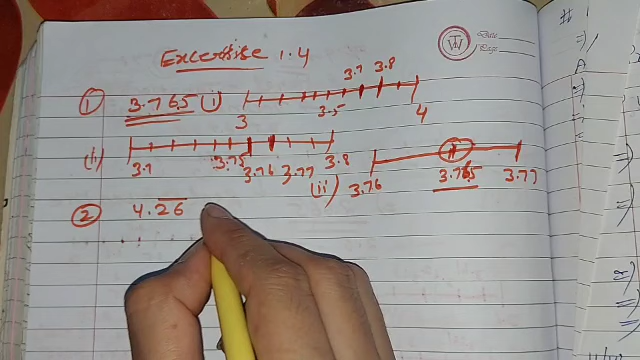 Date
Page
Excersise 1.4
① 3.765 (i) 3 3.5 3.7 3.8 4
(ii) 3.7 3.75 3.76 3.77 3.8
(iii) 3.76 3.765 3.77
② 4.26̅